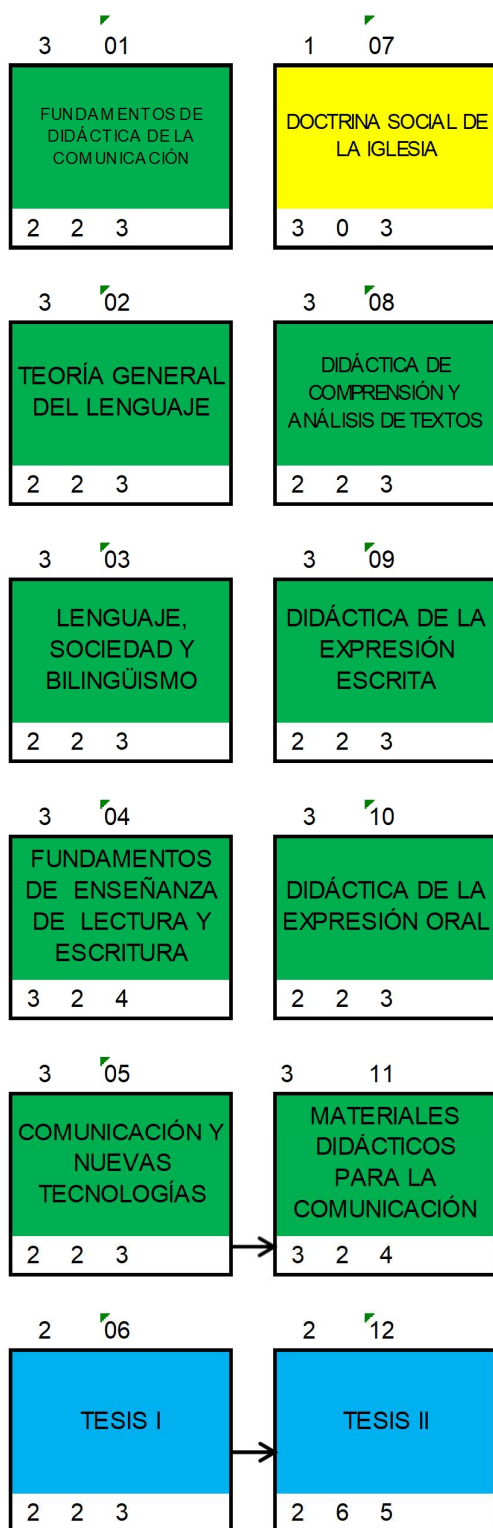 3 01
FUNDAMENTOS DE
DIDÁCTICA DE LA
COMUNICACIÓN
2 2 3
1 07
DOCTRINA SOCIAL DE
LA IGLESIA
3 0 3
3 02
TEORÍA GENERAL
DEL LENGUAJE
2 2 3
3 08
DIDÁCTICA DE
COMPRENSIÓN Y
ANÁLISIS DE TEXTOS
2 2 3
3 03
LENGUAJE,
SOCIEDAD Y
BILINGÜISMO
2 2 3
3 09
DIDÁCTICA DE LA
EXPRESIÓN
ESCRITA
2 2 3
3 04
FUNDAMENTOS
DE ENSEÑANZA
DE LECTURA Y
ESCRITURA
3 2 4
3 10
DIDÁCTICA DE LA
EXPRESIÓN ORAL
2 2 3
3 05
COMUNICACIÓN Y
NUEVAS
TECNOLOGÍAS
2 2 3
3 11
MATERIALES
DIDÁCTICOS
PARA LA
COMUNICACIÓN
3 2 4
2 06
TESIS I
2 2 3
2 12
TESIS II
2 6 5